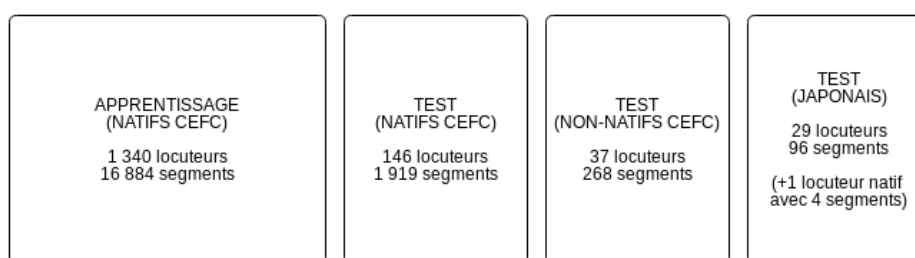 APPRENTISSAGE
(NATIFS CEFC)
1 340 locuteurs
16 884 segments
TEST
(NATIFS CEFC)
146 locuteurs
1 919 segments
TEST
(NON-NATIFS CEFC)
37 locuteurs
268 segments
TEST
(JAPONAIS)
29 locuteurs
96 segments
(+1 locuteur natif
avec 4 segments)